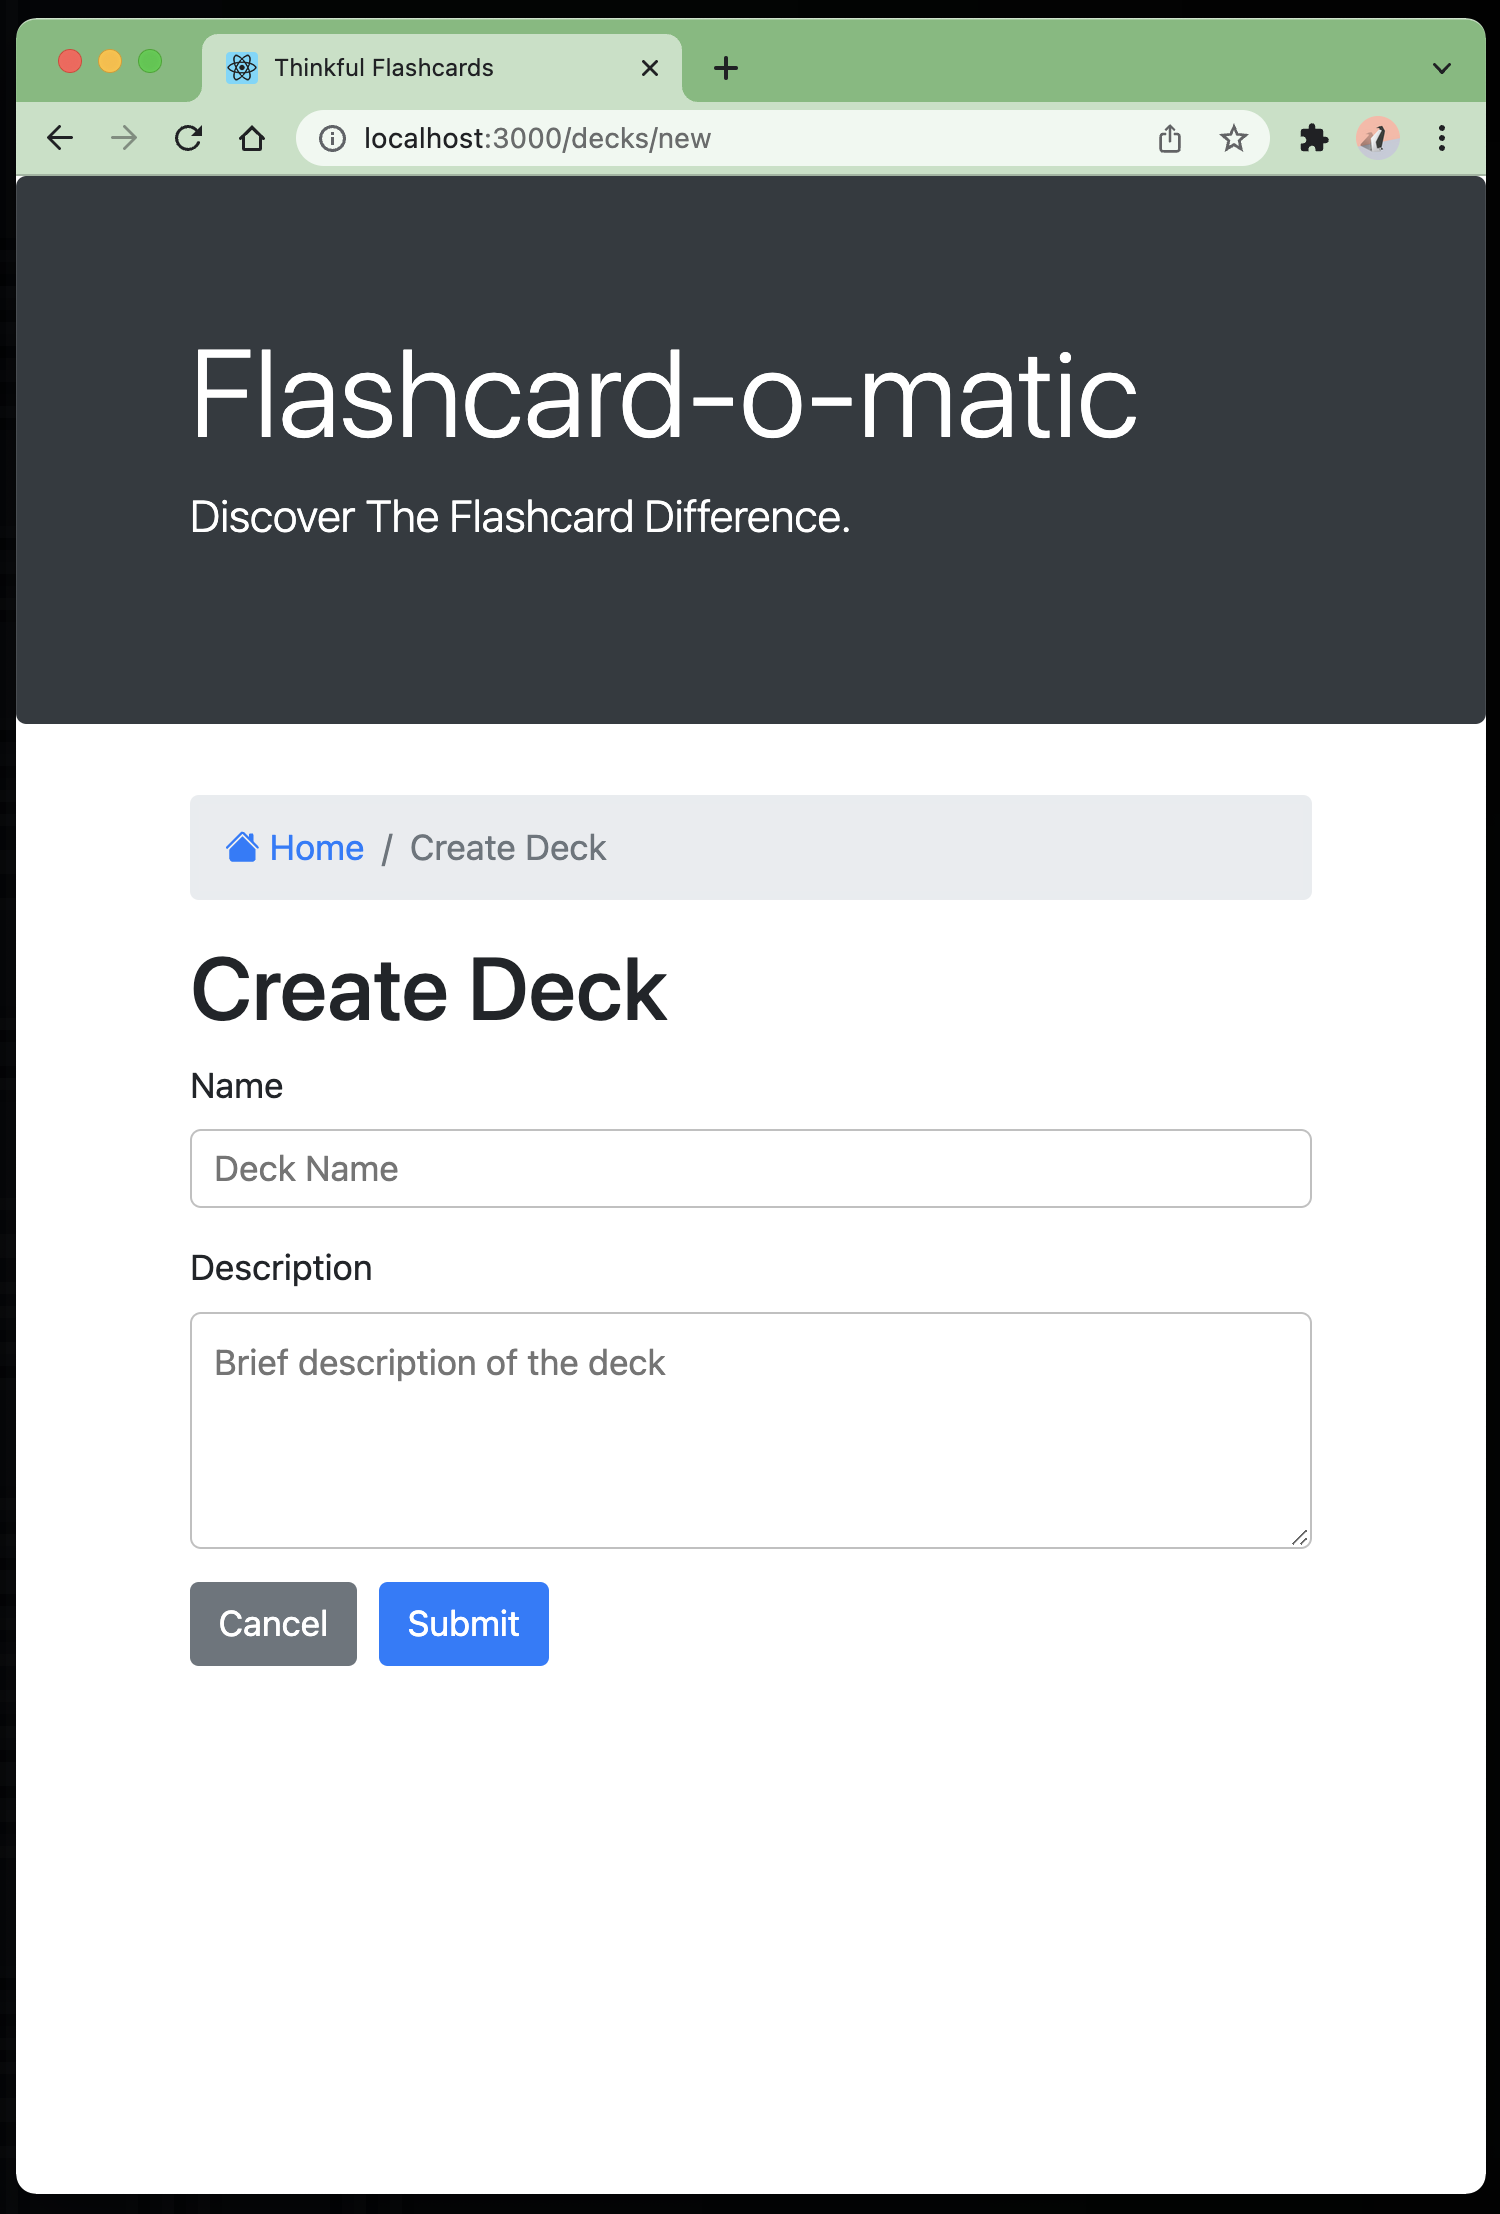 Thinkful Flashcards
localhost:3000/decks/new
Flashcard-o-matic
Discover The Flashcard Difference.
Home / Create Deck
Create Deck
Name
Deck Name
Description
Brief description of the deck
Cancel Submit